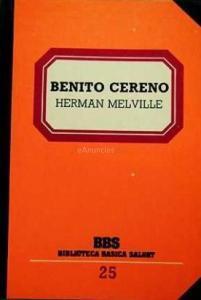 BENITO CERENO
HERMAN MELVILLE
eAnuncios
BBS
BIBLIOTECA BASICA SALVAT
25